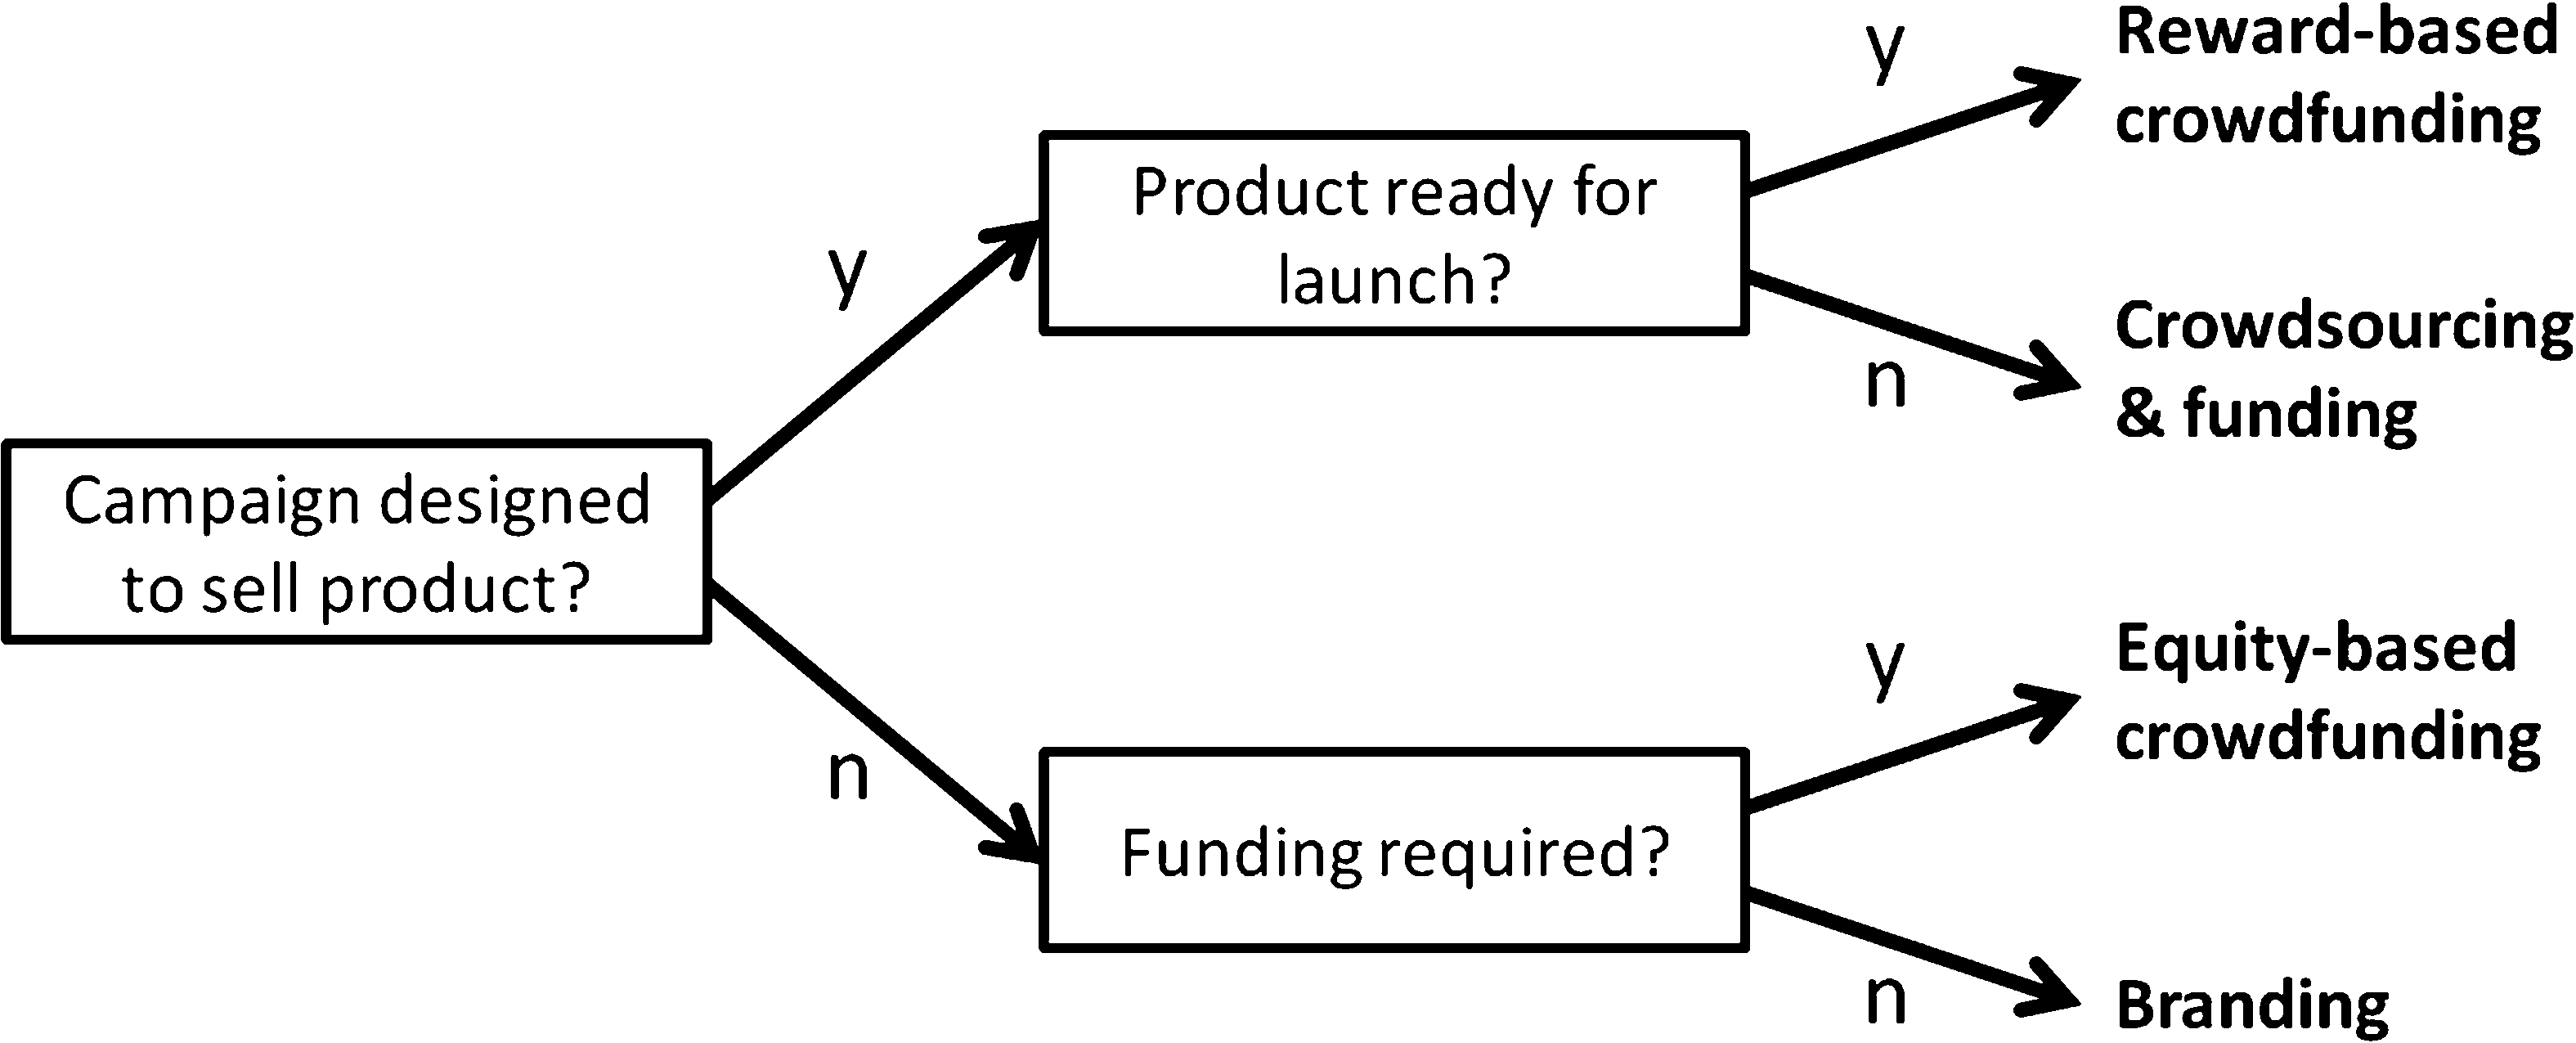 Campaign designed
to sell product?
y
n
Product ready for
launch?
y
n
Reward-based
crowdfunding
Crowdsourcing
& funding
Funding required?
y
n
Equity-based
crowdfunding
Branding